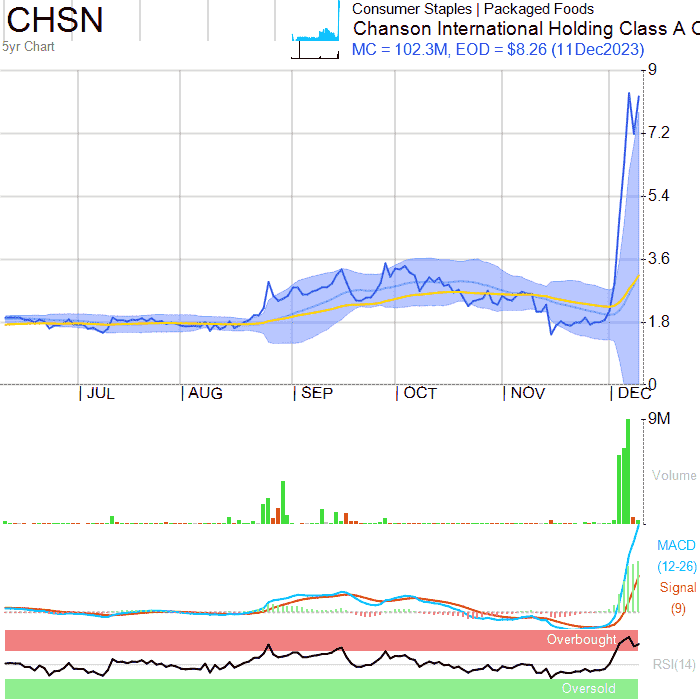 CHSN
Consumer Staples | Packaged Foods
Chanson International Holding Class A
5yr Chart
MC = 102.3M, EOD = $8.26 (11Dec2023)
9
7.2
5.4
3.6
1.8
0
JUL AUG SEP OCT NOV DEC
9M
Volume
MACD
(12-26)
Signal
(9)
Overbought
RSI(14)
Oversold